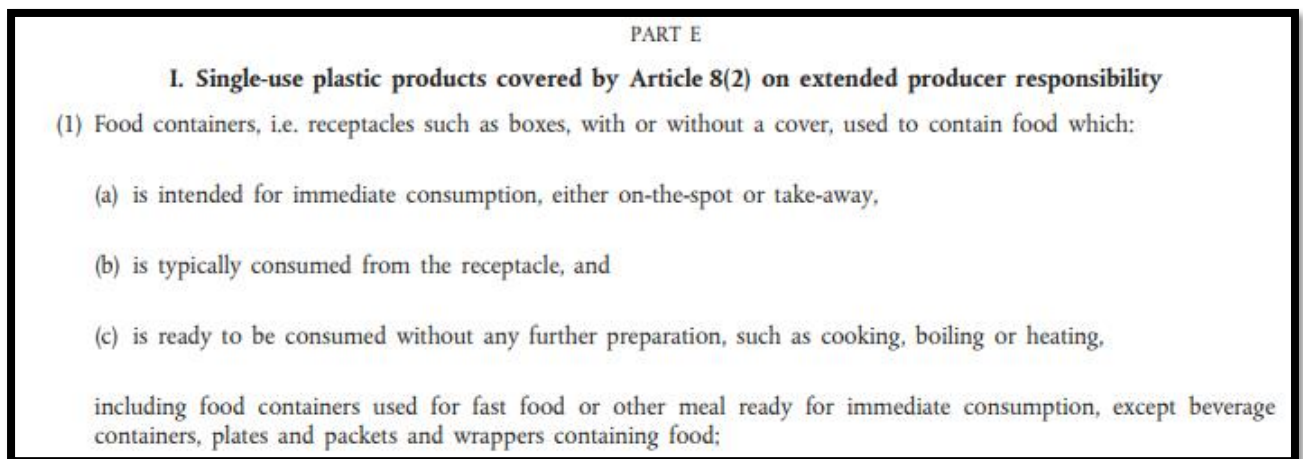 PART E
I. Single-use plastic products covered by Article 8(2) on extended producer responsibility
(1) Food containers, i.e. receptacles such as boxes, with or without a cover, used to contain food which:
(a) is intended for immediate consumption, either on-the-spot or take-away,
(b) is typically consumed from the receptacle, and
(c) is ready to be consumed without any further preparation, such as cooking, boiling or heating,
including food containers used for fast food or other meal ready for immediate consumption, except beverage
containers, plates and packets and wrappers containing food;